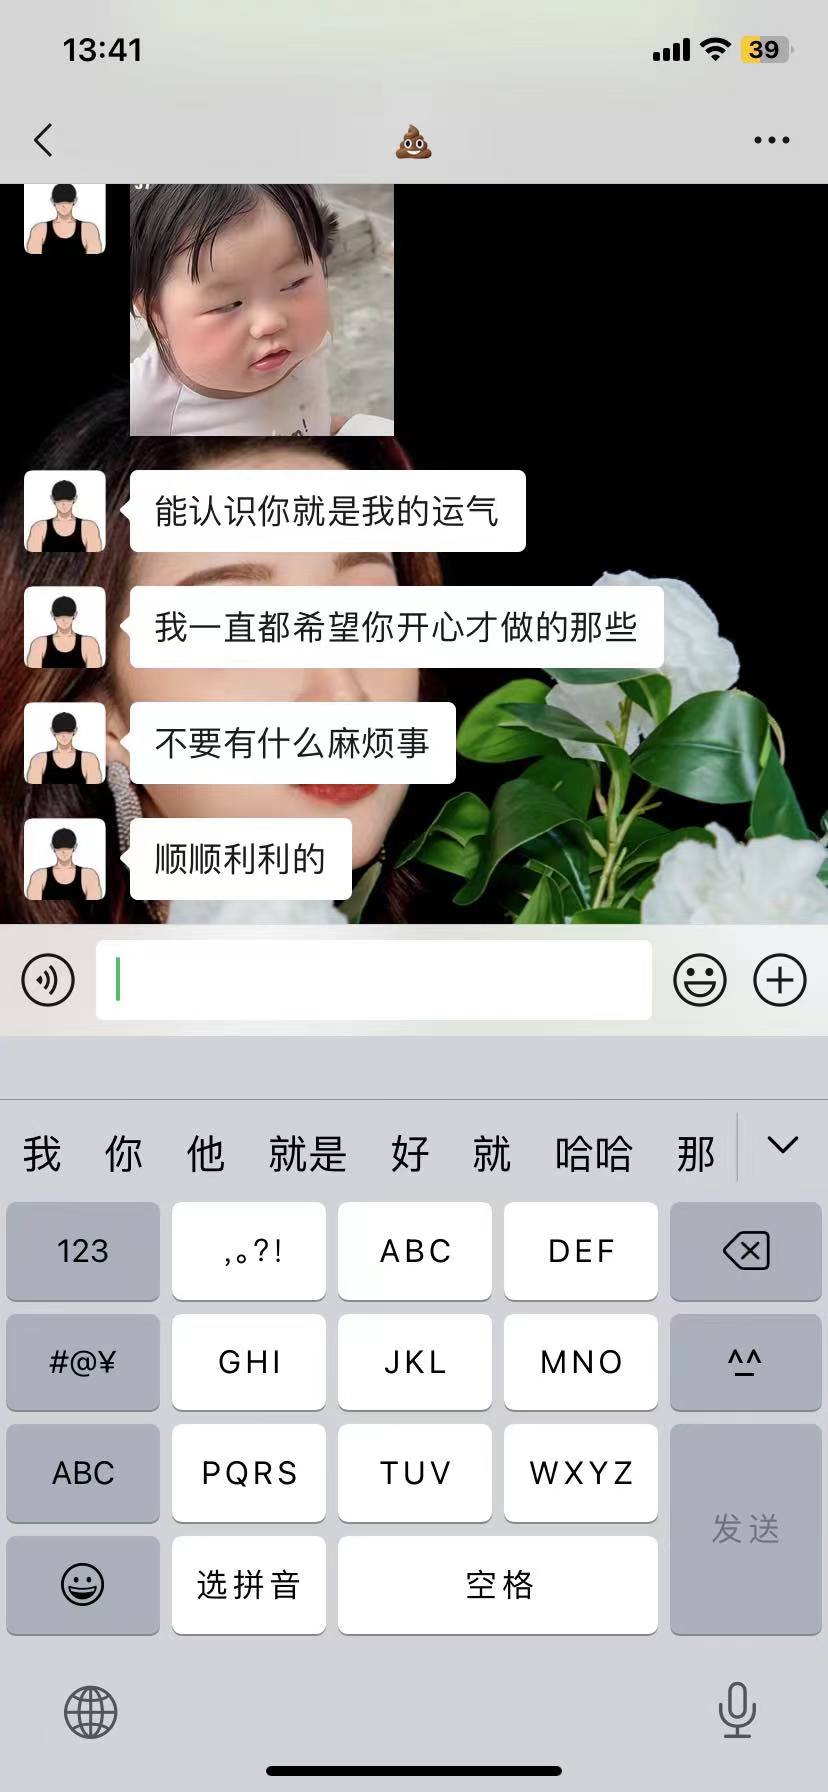 13:41
39
能认识你就是我的运气
我一直都希望你开心才做的那些
不要有什么麻烦事
顺顺利利的
我 你 他 就是 好 就 哈哈 那
123 ,。?! ABC DEF
#@¥ GHI JKL MNO ^^
ABC PQRS TUV WXYZ
发送
选拼音 空格